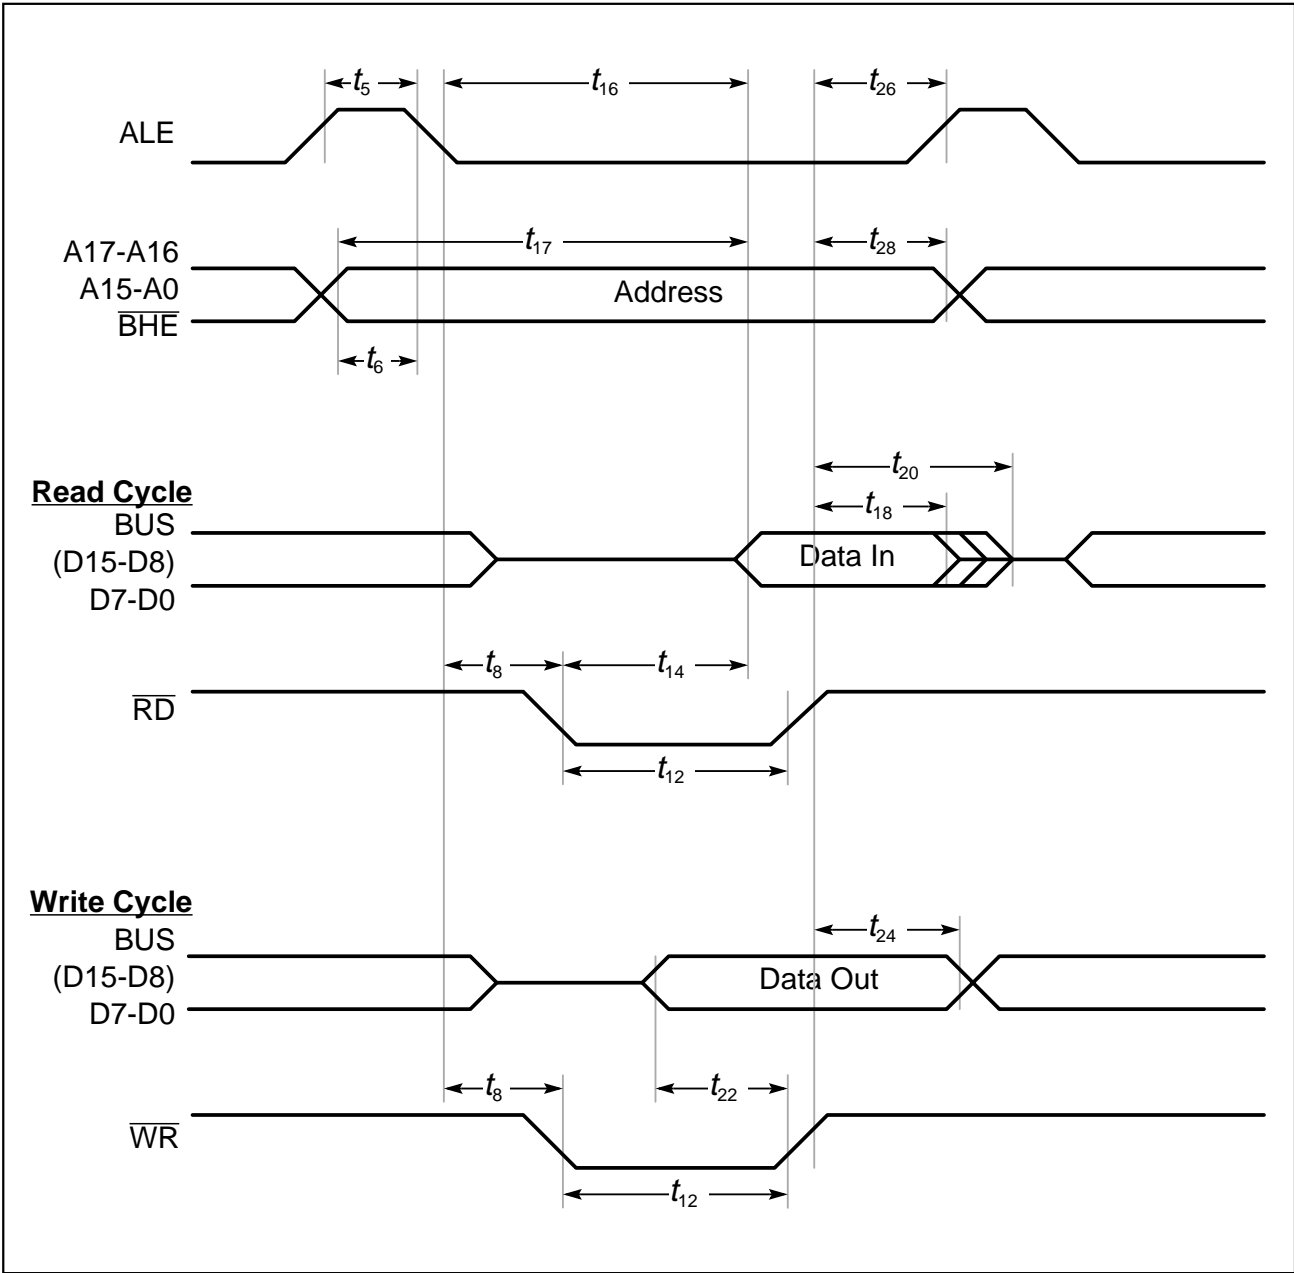 t5
t16
t26
ALE
t17
t28
A17-A16
A15-A0
BHE
Address
t6
t20
Read Cycle
t18
BUS
(D15-D8)
D7-D0
Data In
t8
t14
RD
t12
Write Cycle
t24
BUS
(D15-D8)
D7-D0
Data Out
t8
t22
WR
t12